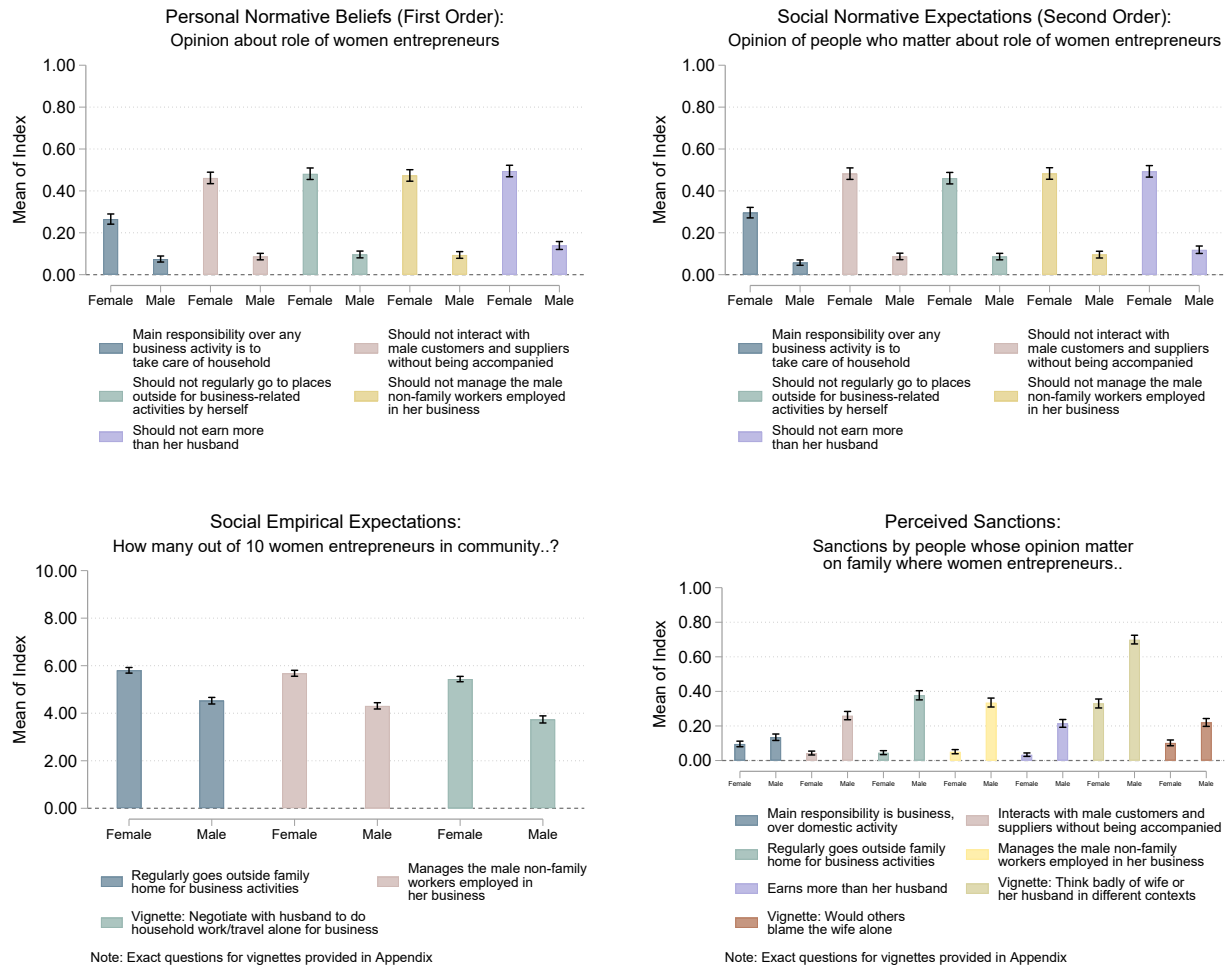 Personal Normative Beliefs (First Order):
Opinion about role of women entrepreneurs
Mean of Index
1.00
0.80
0.60
0.40
0.20
0.00
Female Male Female Male Female Male Female Male Female Male
Main responsibility over any
business activity is to
take care of household
Should not interact with
male customers and suppliers
without being accompanied
Should not regularly go to places
outside for business-related
activities by herself
Should not manage the male
non-family workers employed
in her business
Should not earn more
than her husband
Social Normative Expectations (Second Order):
Opinion of people who matter about role of women entrepreneurs
Mean of Index
1.00
0.80
0.60
0.40
0.20
0.00
Female Male Female Male Female Male Female Male Female Male
Main responsibility over any
business activity is to
take care of household
Should not interact with
male customers and suppliers
without being accompanied
Should not regularly go to places
outside for business-related
activities by herself
Should not manage the male
non-family workers employed
in her business
Should not earn more
than her husband
Social Empirical Expectations:
How many out of 10 women entrepreneurs in community..?
Mean of Index
10.00
8.00
6.00
4.00
2.00
0.00
Female Male Female Male Female Male
Regularly goes outside family
home for business activities
Manages the male non-family
workers employed in
her business
Vignette: Negotiate with husband to do
household work/travel alone for business
Note: Exact questions for vignettes provided in Appendix
Perceived Sanctions:
Sanctions by people whose opinion matter
on family where women entrepreneurs..
Mean of Index
1.00
0.80
0.60
0.40
0.20
0.00
Female Male Female Male Female Male Female Male Female Male Female Male Female Male
Main responsibility is business,
over domestic activity
Interacts with male customers and
suppliers without being accompanied
Regularly goes outside family
home for business activities
Manages the male non-family
workers employed in her business
Earns more than her husband
Vignette: Think badly of wife or
her husband in different contexts
Vignette: Would others
blame the wife alone
Note: Exact questions for vignettes provided in Appendix